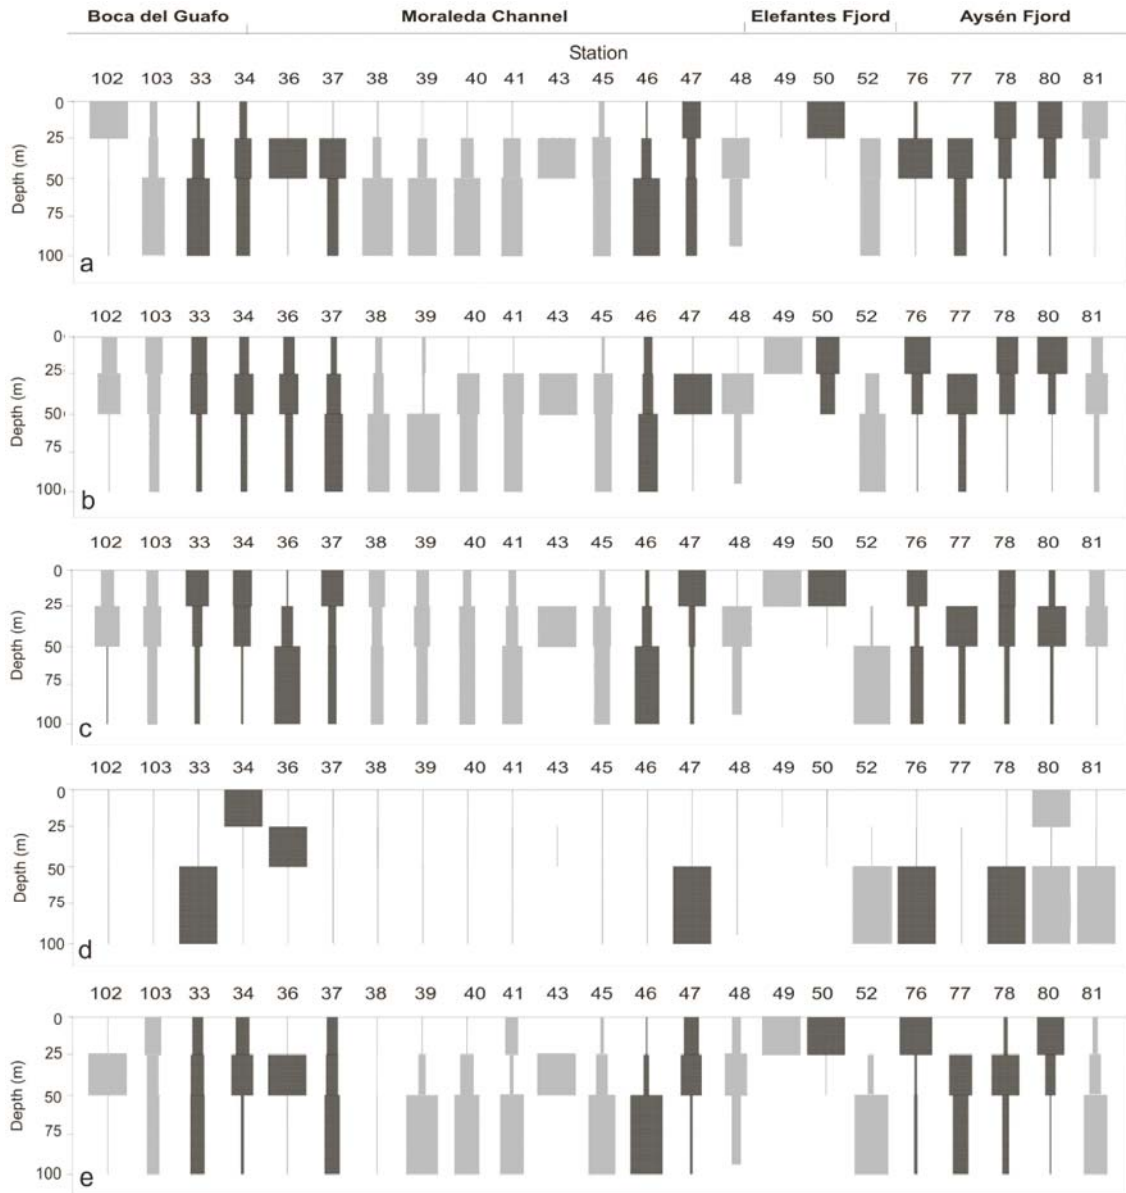 Boca del Guafo Moraleda Channel Elefantes Fjord Aysén Fjord
Station
102 103 33 34 36 37 38 39 40 41 43 45 46 47 48 49 50 52 76 77 78 80 81
0
25
50
75
100
Depth (m)
a
102 103 33 34 36 37 38 39 40 41 43 45 46 47 48 49 50 52 76 77 78 80 81
0
25
50
75
100
Depth (m)
b
102 103 33 34 36 37 38 39 40 41 43 45 46 47 48 49 50 52 76 77 78 80 81
0
25
50
75
100
Depth (m)
c
102 103 33 34 36 37 38 39 40 41 43 45 46 47 48 49 50 52 76 77 78 80 81
0
25
50
75
100
Depth (m)
d
102 103 33 34 36 37 38 39 40 41 43 45 46 47 48 49 50 52 76 77 78 80 81
0
25
50
75
100
Depth (m)
e